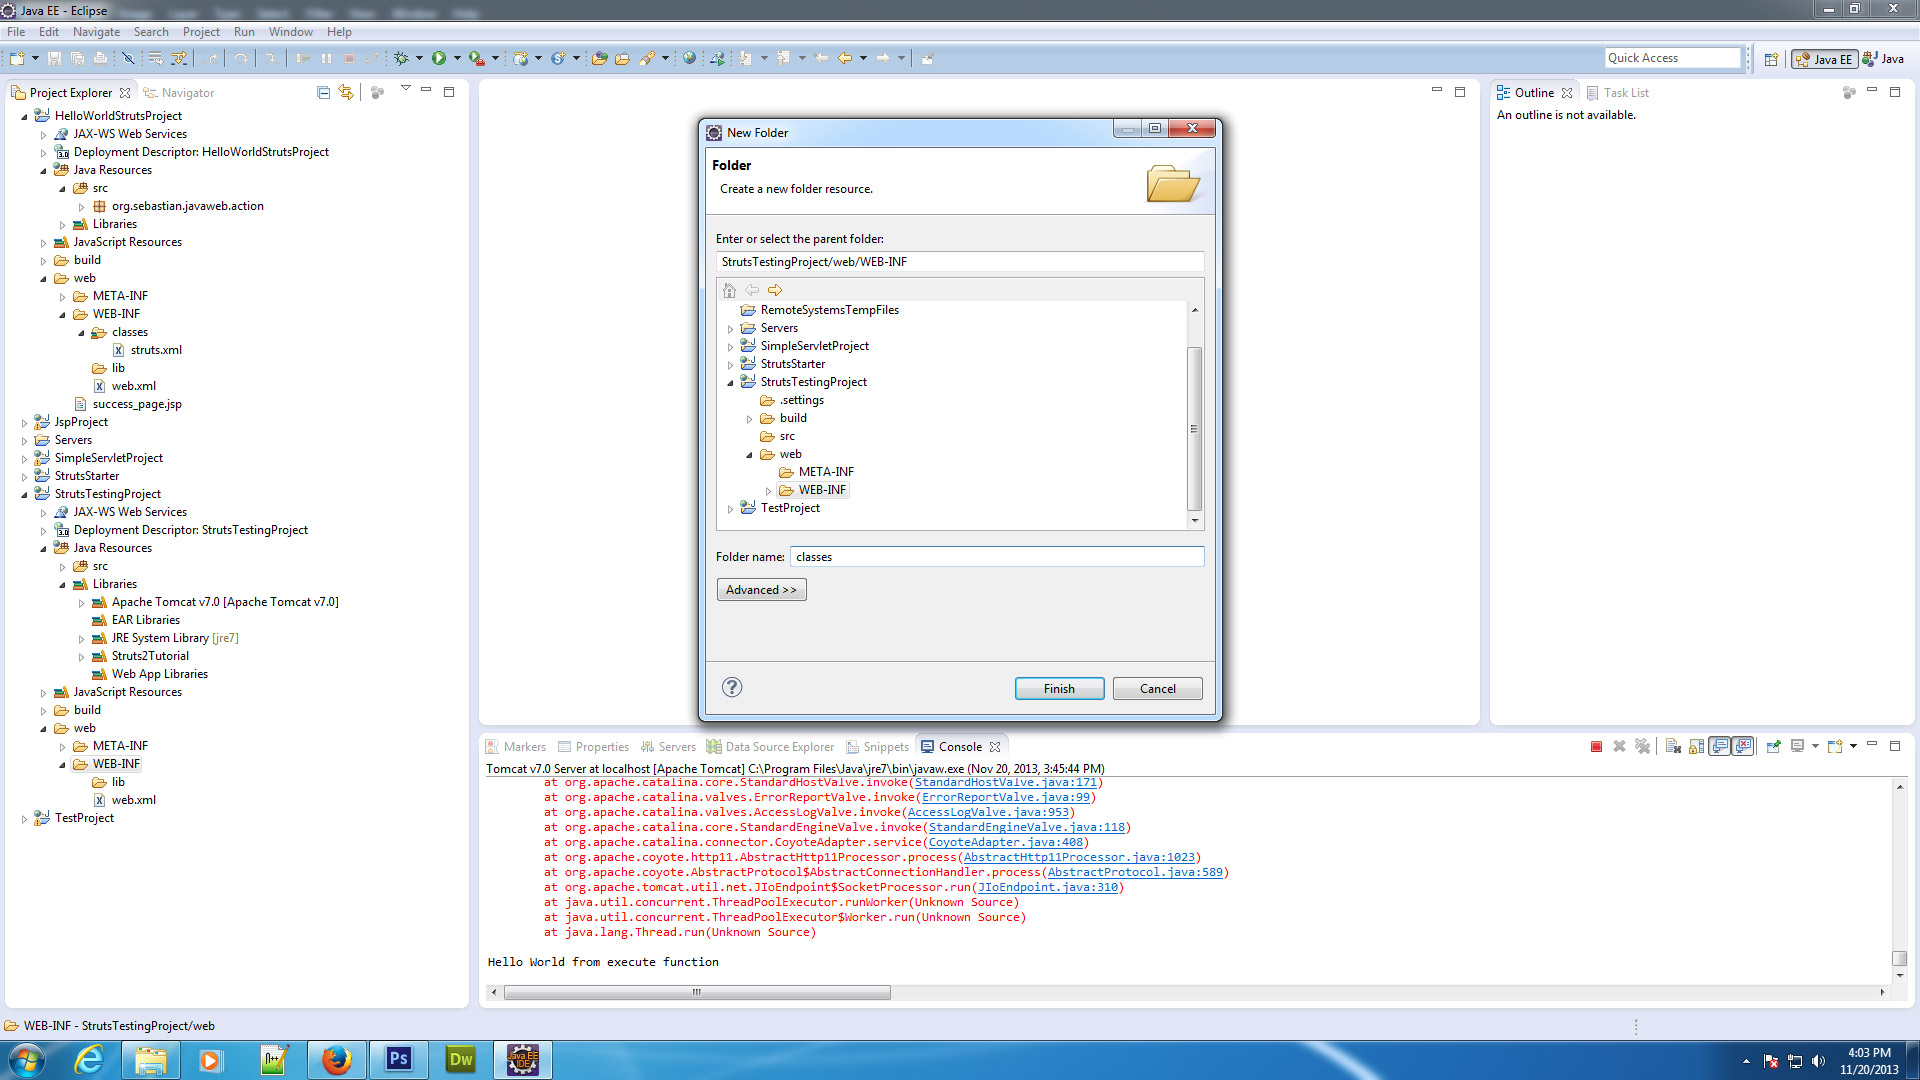 Java EE - Eclipse
File Edit Navigate Search Project Run Window Help
Quick Access
Java EE
Java
Project Explorer
Navigator
HelloWorldStrutsProject
JAX-WS Web Services
Deployment Descriptor: HelloWorldStrutsProject
Java Resources
src
org.sebastian.javaweb.action
Libraries
JavaScript Resources
build
web
META-INF
WEB-INF
classes
struts.xml
lib
web.xml
success_page.jsp
JspProject
Servers
SimpleServletProject
StrutsStarter
StrutsTestingProject
JAX-WS Web Services
Deployment Descriptor: StrutsTestingProject
Java Resources
src
Libraries
Apache Tomcat v7.0 [Apache Tomcat v7.0]
EAR Libraries
JRE System Library [jre7]
Struts2Tutorial
Web App Libraries
JavaScript Resources
build
web
META-INF
WEB-INF
lib
web.xml
TestProject
New Folder
Folder
Create a new folder resource.
Enter or select the parent folder:
StrutsTestingProject/web/WEB-INF
RemoteSystemsTempFiles
Servers
SimpleServletProject
StrutsStarter
StrutsTestingProject
.settings
build
src
web
META-INF
WEB-INF
TestProject
Folder name: classes
Advanced >>
Finish
Cancel
Outline
Task List
An outline is not available.
Markers Properties Servers Data Source Explorer Snippets Console
Tomcat v7.0 Server at localhost [Apache Tomcat] C:\Program Files\Java\jre7\bin\javaw.exe (Nov 20, 2013, 3:45:44 PM)
at org.apache.catalina.core.StandardHostValve.invoke(StandardHostValve.java:171)
at org.apache.catalina.valves.ErrorReportValve.invoke(ErrorReportValve.java:99)
at org.apache.catalina.valves.AccessLogValve.invoke(AccessLogValve.java:953)
at org.apache.catalina.core.StandardEngineValve.invoke(StandardEngineValve.java:118)
at org.apache.catalina.connector.CoyoteAdapter.service(CoyoteAdapter.java:408)
at org.apache.coyote.http11.AbstractHttp11Processor.process(AbstractHttp11Processor.java:1023)
at org.apache.coyote.AbstractProtocol$AbstractConnectionHandler.process(AbstractProtocol.java:589)
at org.apache.tomcat.util.net.JIoEndpoint$SocketProcessor.run(JIoEndpoint.java:310)
at java.util.concurrent.ThreadPoolExecutor.runWorker(Unknown Source)
at java.util.concurrent.ThreadPoolExecutor$Worker.run(Unknown Source)
at java.lang.Thread.run(Unknown Source)
Hello World from execute function
WEB-INF - StrutsTestingProject/web
Ps
Dw
Java EE
IDE
4:03 PM
11/20/2013